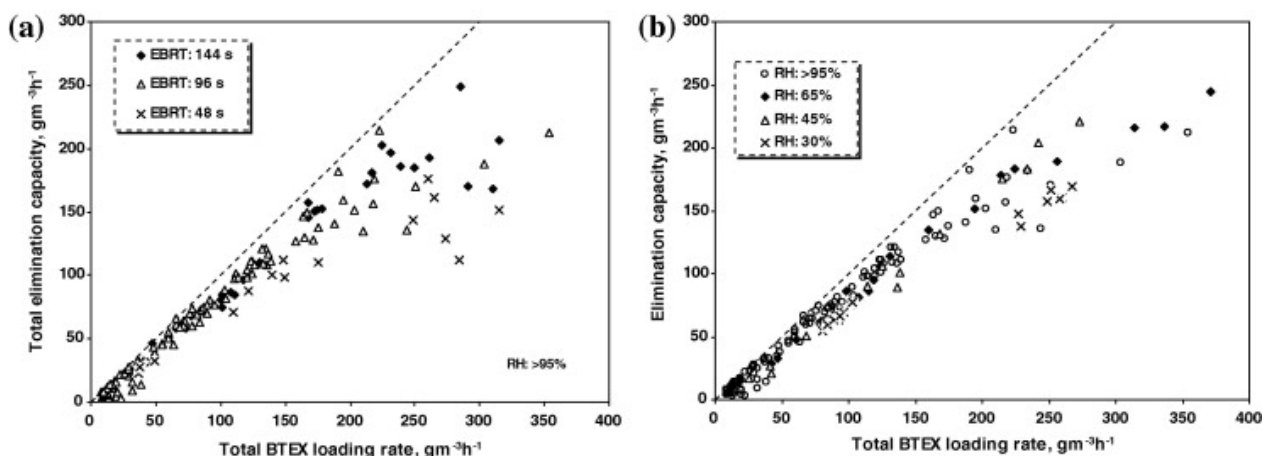 (a)
300
250
200
150
100
50
0
Total elimination capacity, gm⁻³h⁻¹
EBRT: 144 s
EBRT: 96 s
EBRT: 48 s
RH: >95%
0 50 100 150 200 250 300 350 400
Total BTEX loading rate, gm⁻³h⁻¹
(b)
300
250
200
150
100
50
0
Elimination capacity, gm⁻³h⁻¹
RH: >95%
RH: 65%
RH: 45%
RH: 30%
0 50 100 150 200 250 300 350 400
Total BTEX loading rate, gm⁻³h⁻¹